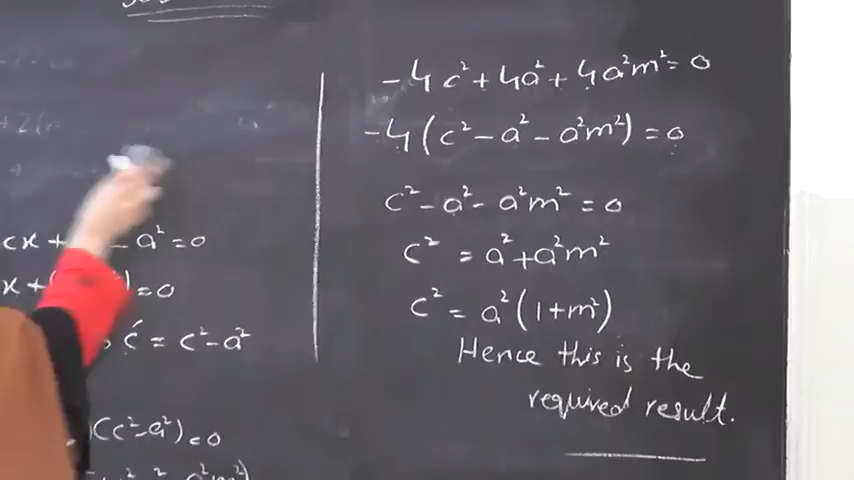 cx + - a² = 0
x + ( ) = 0
c′ = c² - a²
)(c² - a²) = 0
-4c² + 4a² + 4a²m² = 0
-4(c² - a² - a²m²) = 0
c² - a² - a²m² = 0
c² = a² + a²m²
c² = a²(1+m²)
Hence this is the
required result.